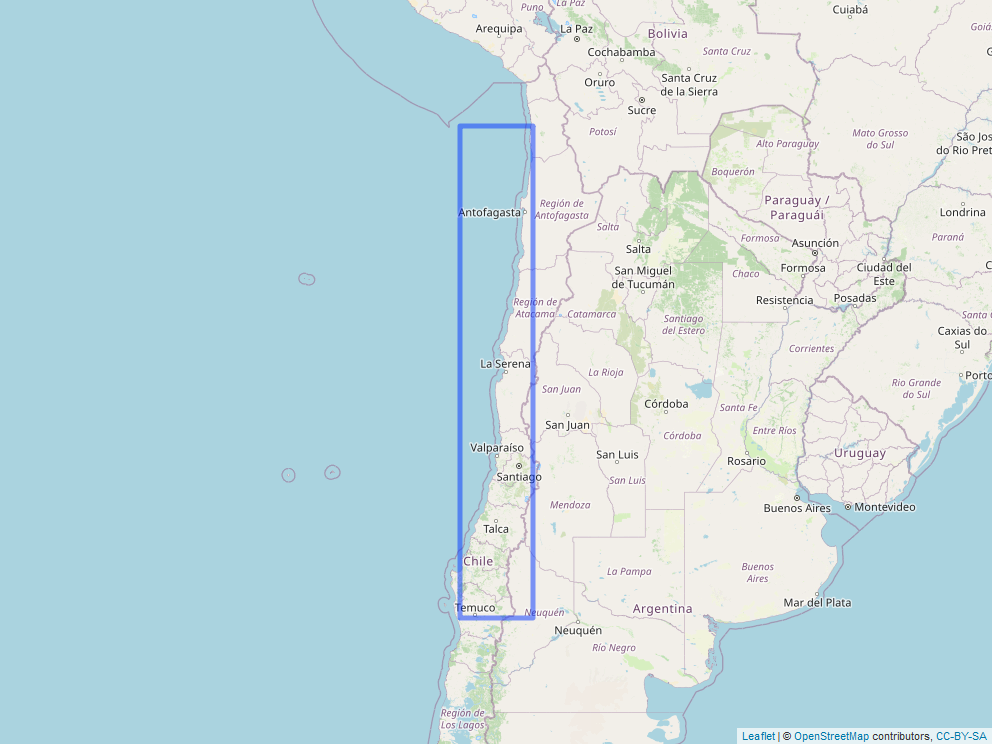 Puno
La Paz
Cuiabá
Goiá
Arequipa
La Paz
Bolivia
Cochabamba
Santa Cruz
Oruro
Santa Cruz
de la Sierra
Sucre
Potosí
Mato Grosso
do Sul
São Jos
do Rio Pret
Alto Paraguay
Boquerón
Paraguay /
Paraguái
Londrina
Antofagasta
Región de
Antofagasta
Salta
Formosa
Asunción
Paraná
Salta
San Miguel
de Tucumán
Chaco
Formosa
Ciudad del
Este
C
Resistencia
Posadas
Región de
Atacama
Catamarca
Santiago
del Estero
Santa C
Caxias do
Sul
Corrientes
La Serena
La Rioja
San Juan
Rio Grande
do Sul
Porto
Córdoba
Santa Fe
San Juan
Córdoba
Entre Ríos
Valparaíso
San Luis
Rosario
Uruguay
Santiago
San Luis
Mendoza
Buenos Aires
Montevideo
Talca
Chile
La Pampa
Buenos
Aires
Temuco
Neuquén
Argentina
Mar del Plata
Neuquén
Río Negro
Región de
Los Lagos
Leaflet | © OpenStreetMap contributors, CC-BY-SA